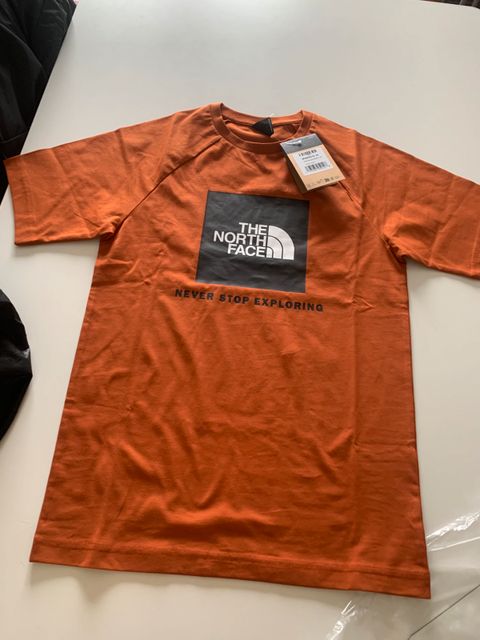 THE
NORTH
FACE
NEVER STOP EXPLORING